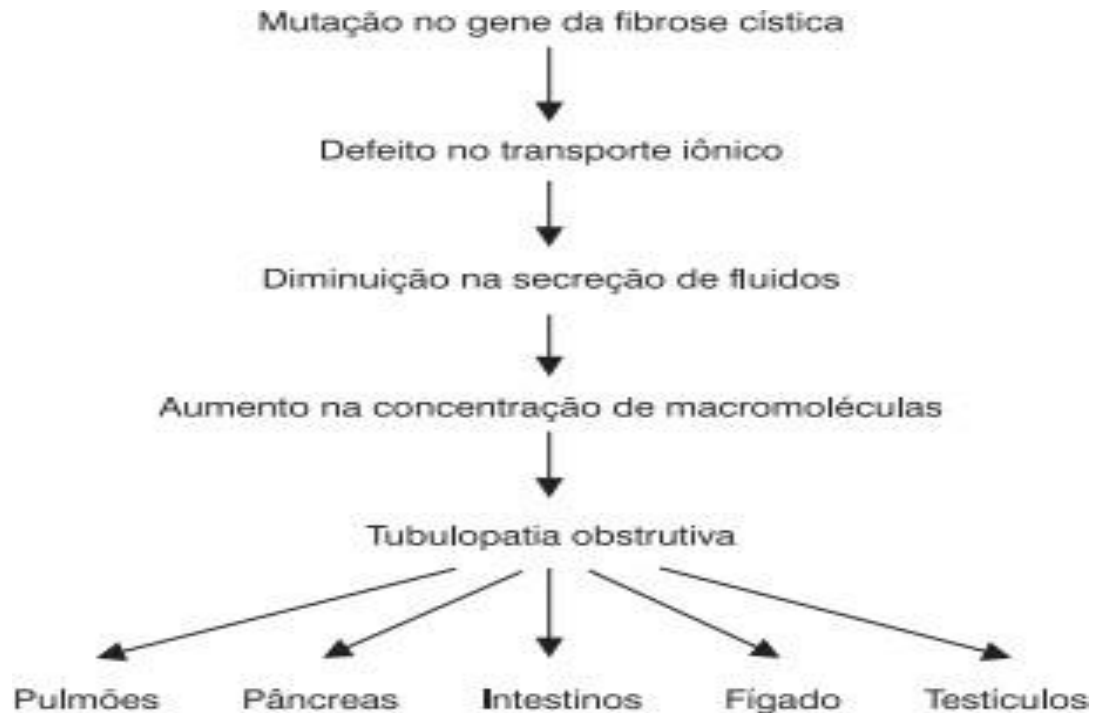 Mutação no gene da fibrose cística
Defeito no transporte iônico
Diminuição na secreção de fluidos
Aumento na concentração de macromoléculas
Tubulopatia obstrutiva
Pulmões Pâncreas Intestinos Fígado Testículos